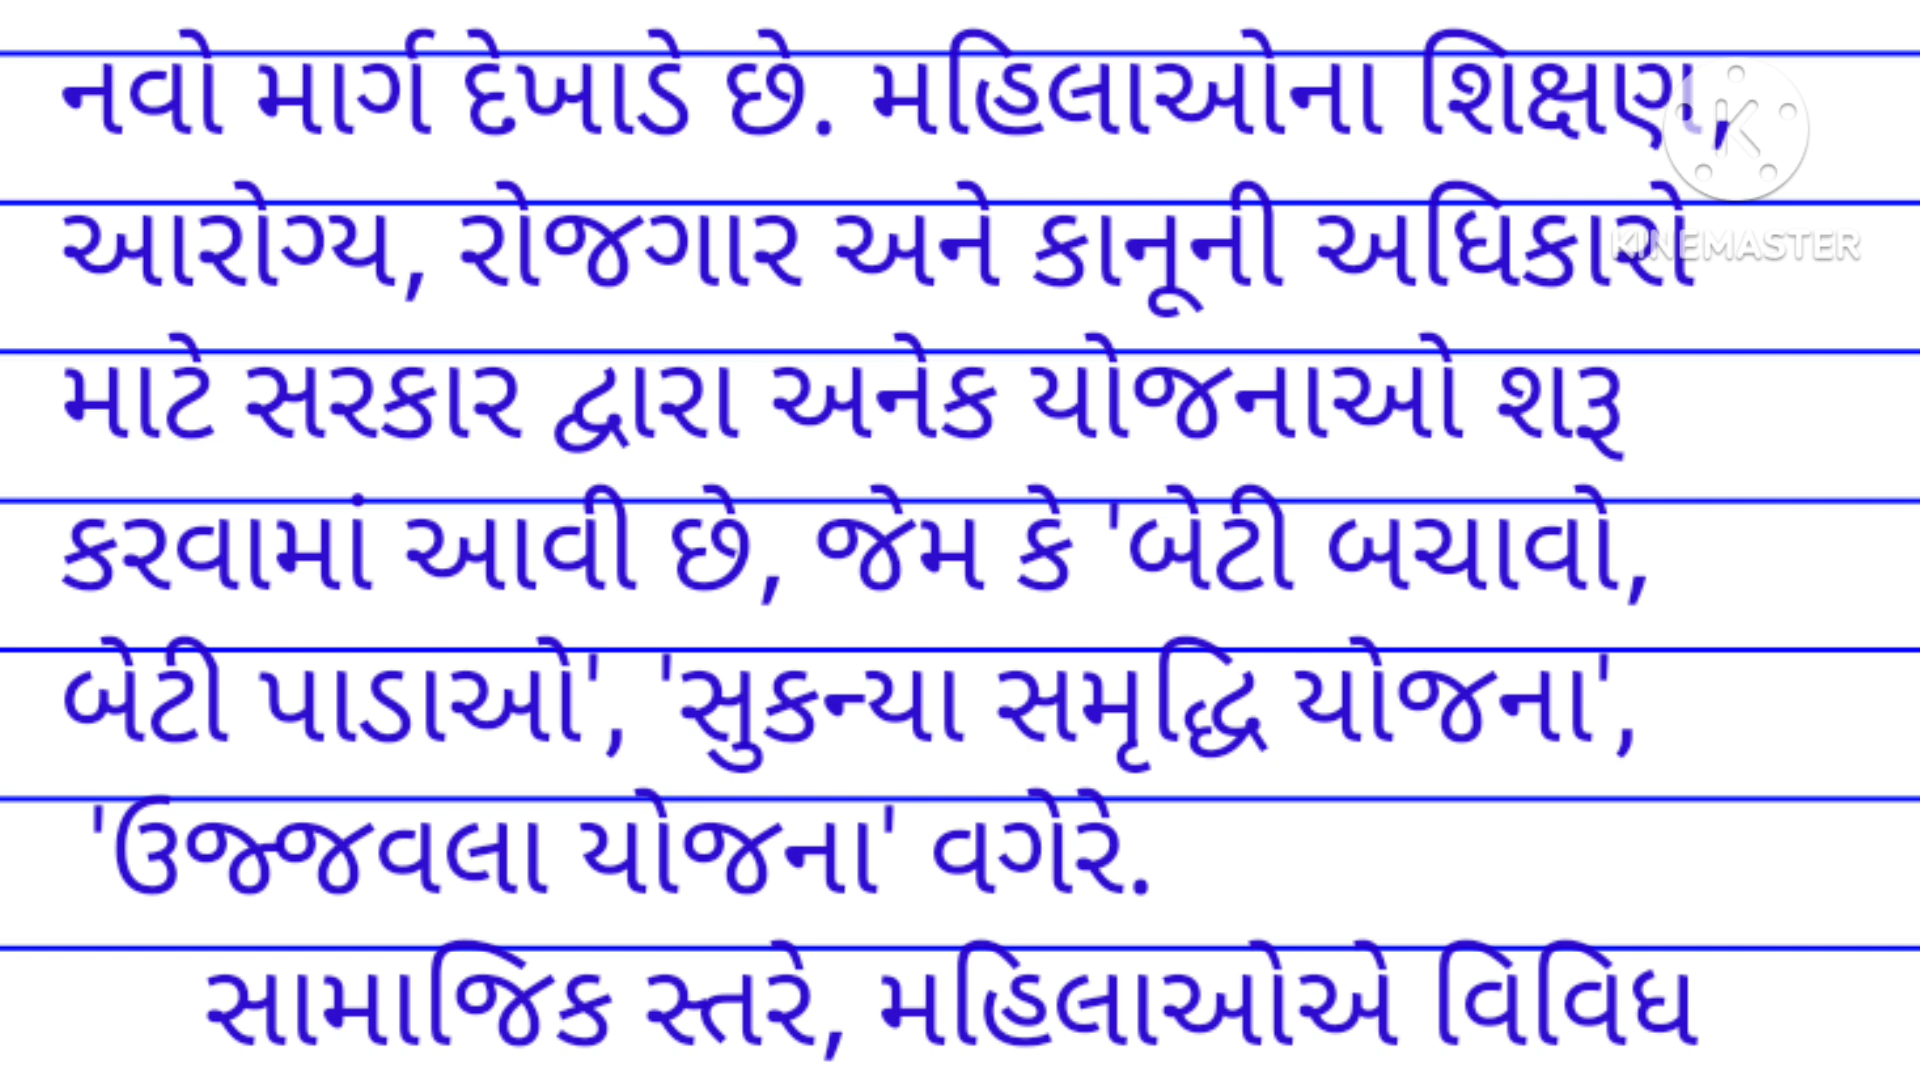 નવો માર્ગ દેખાડે છે. મહિલાઓના શિક્ષણ,
આરોગ્ય, રોજગાર અને કાનૂની અધિકારો
KINEMASTER
માટે સરકાર દ્વારા અનેક યોજનાઓ શરૂ
કરવામાં આવી છે, જેમ કે 'બેટી બચાવો,
બેટી પાડાઓ', 'સુકન્યા સમૃદ્ધિ યોજના',
'ઉજ્જવલા યોજના' વગેરે.
સામાજિક સ્તરે, મહિલાઓએ વિવિધ